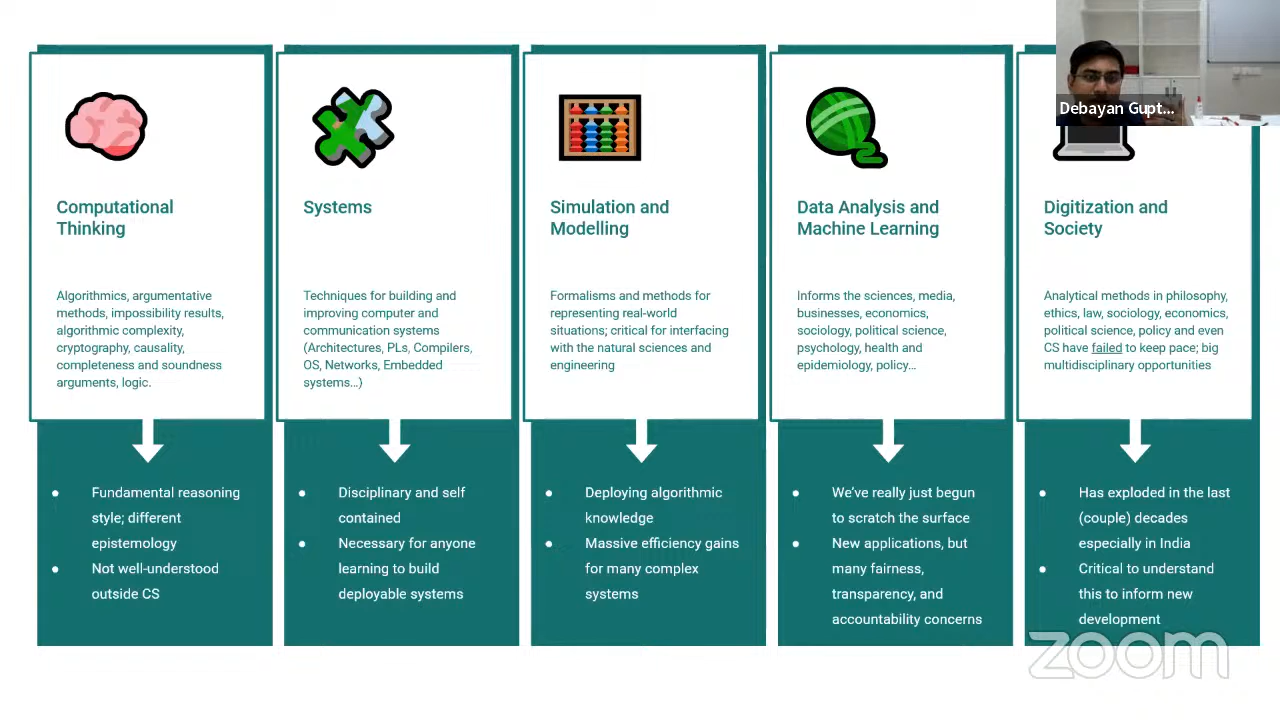 Debayan Gupt...
Computational
Thinking
Algorithmics, argumentative
methods, impossibility results,
algorithmic complexity,
cryptography, causality,
completeness and soundness
arguments, logic.
Fundamental reasoning
style; different
epistemology
Not well-understood
outside CS
Systems
Techniques for building and
improving computer and
communication systems
(Architectures, PLs, Compilers,
OS, Networks, Embedded
systems...)
Disciplinary and self
contained
Necessary for anyone
learning to build
deployable systems
Simulation and
Modelling
Formalisms and methods for
representing real-world
situations; critical for interfacing
with the natural sciences and
engineering
Deploying algorithmic
knowledge
Massive efficiency gains
for many complex
systems
Data Analysis and
Machine Learning
Informs the sciences, media,
businesses, economics,
sociology, political science,
psychology, health and
epidemiology, policy...
We've really just begun
to scratch the surface
New applications, but
many fairness,
transparency, and
accountability concerns
Digitization and
Society
Analytical methods in philosophy,
ethics, law, sociology, economics,
political science, policy and even
CS have failed to keep pace; big
multidisciplinary opportunities
Has exploded in the last
(couple) decades
especially in India
Critical to understand
this to inform new
development
zoom